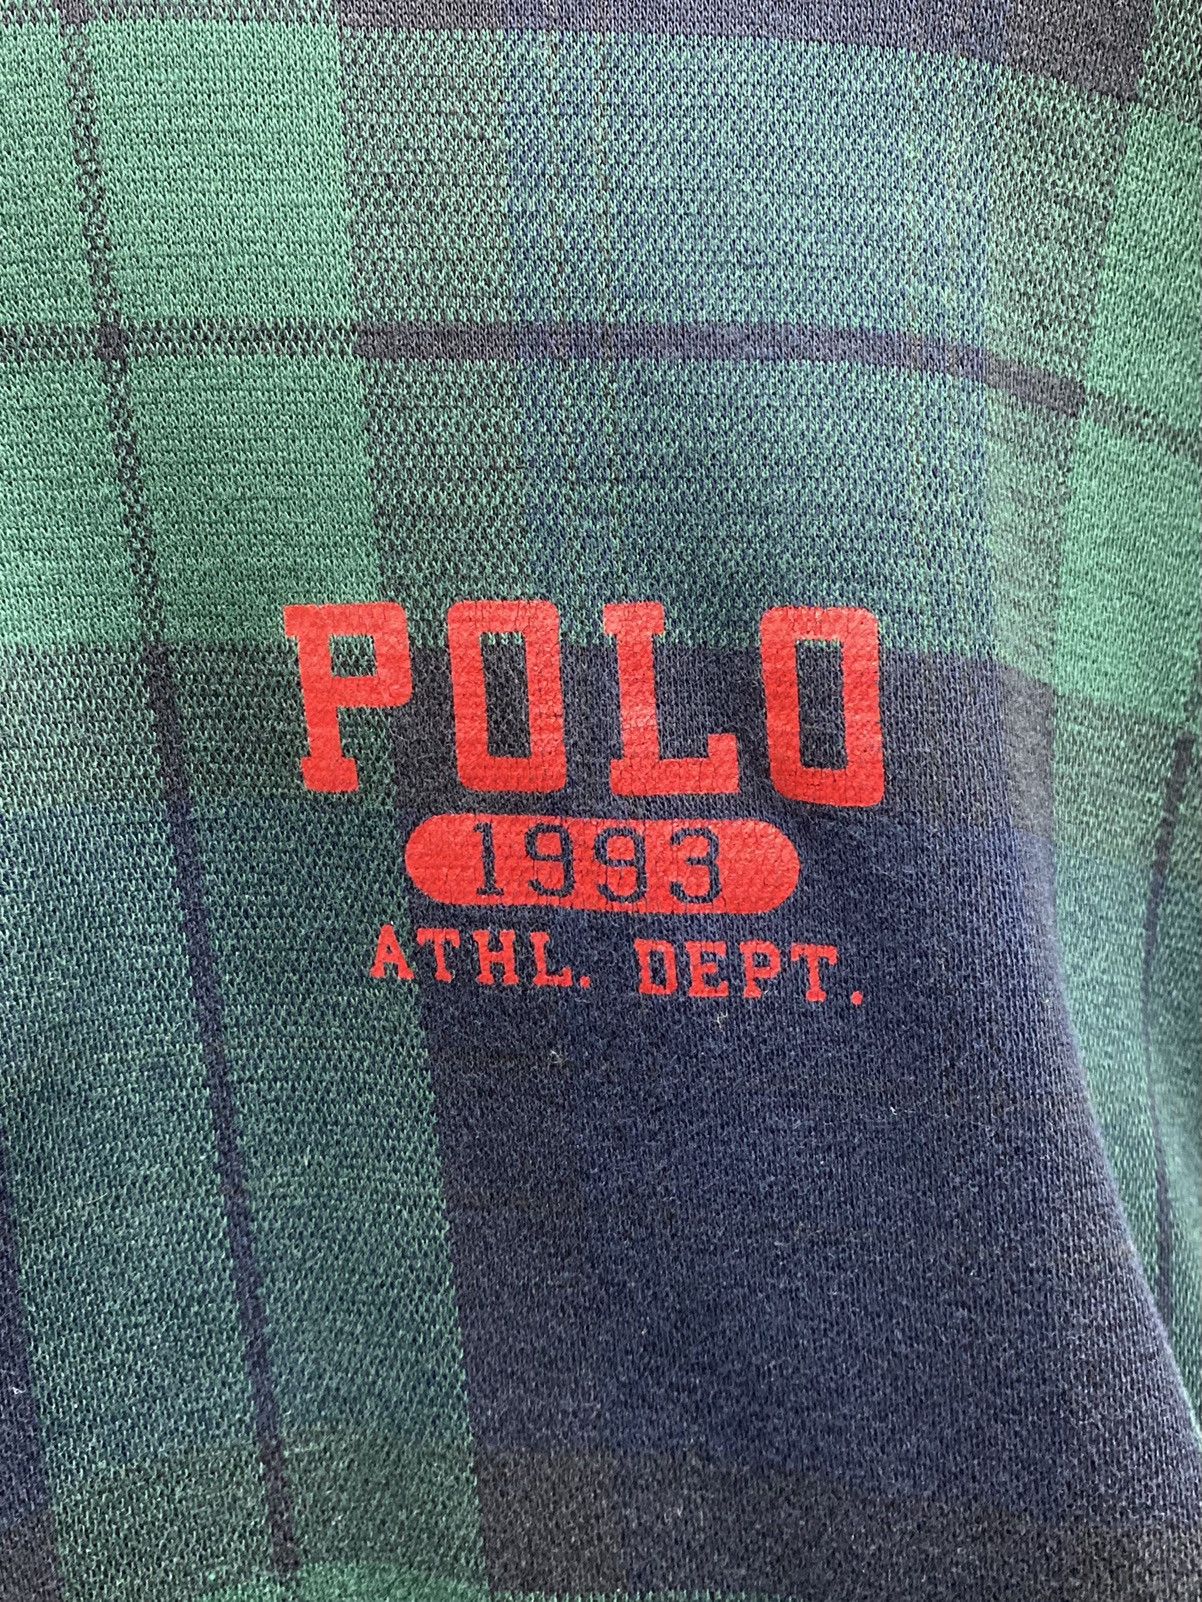 POLO
1993
ATHL. DEPT.